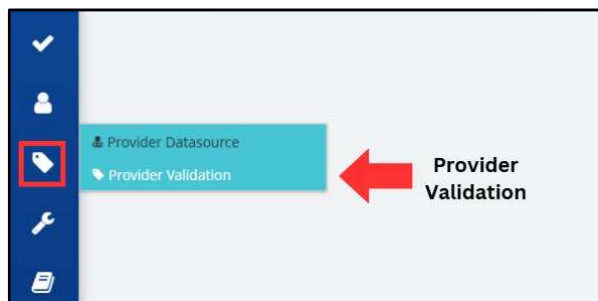 Provider Datasource
Provider Validation
Provider
Validation